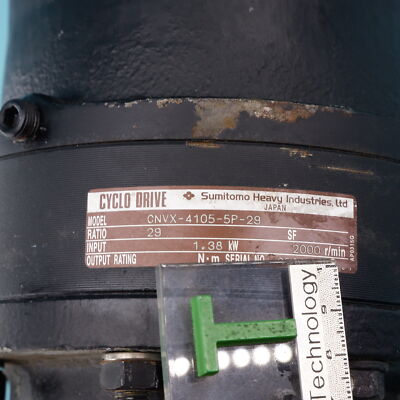 CYCLO DRIVE Sumitomo Heavy Industries, Ltd
JAPAN
MODEL CNVX-4105-5P-29
RATIO 29 SF
INPUT 1.38 kW 2000 r/min
OUTPUT RATING N·m SERIAL NO
Technology